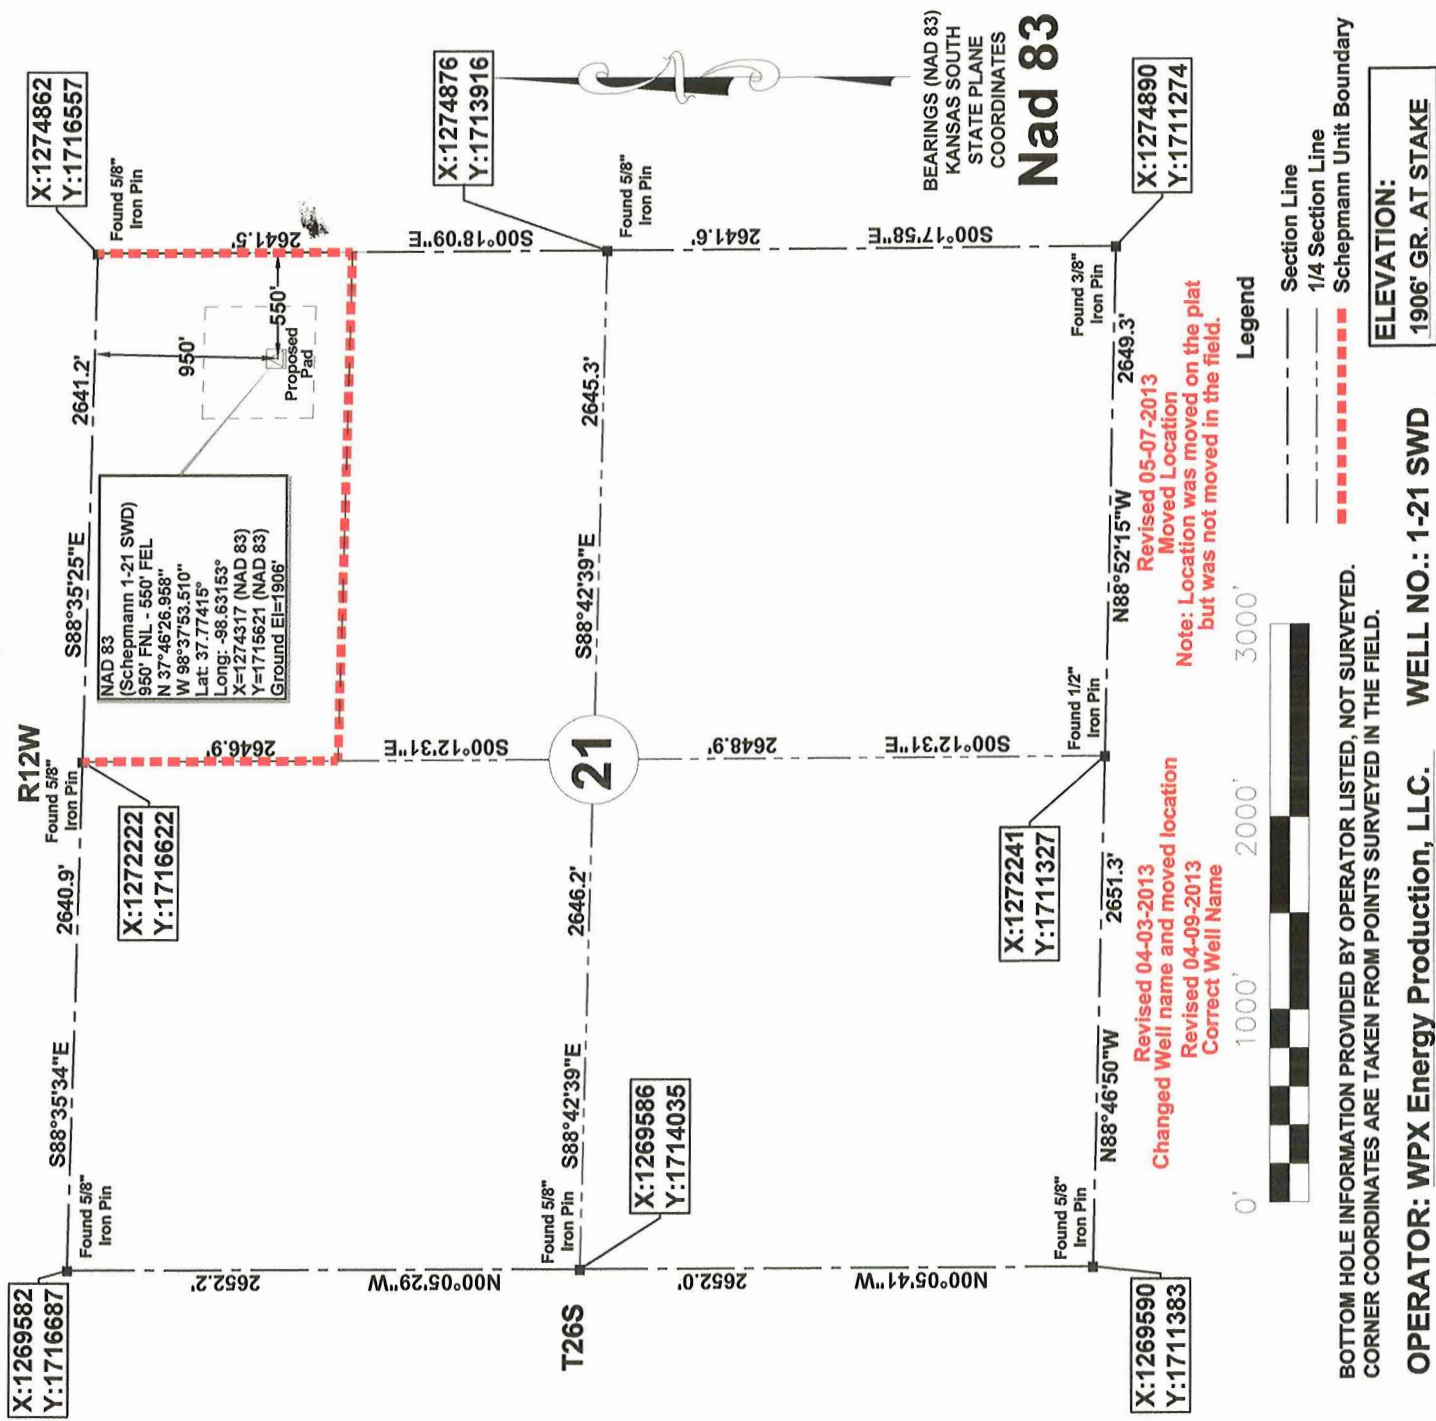 R12W
X:1269582
Y:1716687
Found 5/8"
Iron Pin
S88°35'34"E
2640.9'
Found 5/8"
Iron Pin
X:1272222
Y:1716622
S88°35'25"E
2641.2'
X:1274862
Y:1716557
Found 5/8"
Iron Pin
NAD 83
(Schepmann 1-21 SWD)
950' FNL - 550' FEL
N 37°46'26.958"
W 98°37'53.510"
Lat: 37.77415°
Long: -98.63153°
X=1274317 (NAD 83)
Y=1715621 (NAD 83)
Ground El=1906'
950'
550'
Proposed
Pad
2652.2'
N00°05'29"W
2646.9'
S00°12'31"E
2641.5'
S00°18'09"E
T26S
Found 5/8"
Iron Pin
S88°42'39"E
X:1269586
Y:1714035
2646.2'
21
S88°42'39"E
2645.3'
X:1274876
Y:1713916
Found 5/8"
Iron Pin
2652.0'
N00°05'41"W
2648.9'
S00°12'31"E
2641.6'
S00°17'58"E
BEARINGS (NAD 83)
KANSAS SOUTH
STATE PLANE
COORDINATES
Nad 83
X:1269590
Y:1711383
Found 5/8"
Iron Pin
N88°46'50"W
2651.3'
X:1272241
Y:1711327
Found 1/2"
Iron Pin
N88°52'15"W
2649.3'
Found 3/8"
Iron Pin
X:1274890
Y:1711274
Revised 04-03-2013
Changed Well name and moved location
Revised 04-09-2013
Correct Well Name
Revised 05-07-2013
Moved Location
Note: Location was moved on the plat
but was not moved in the field.
0'
1000'
2000'
3000'
Legend
Section Line
1/4 Section Line
Schepmann Unit Boundary
BOTTOM HOLE INFORMATION PROVIDED BY OPERATOR LISTED, NOT SURVEYED.
CORNER COORDINATES ARE TAKEN FROM POINTS SURVEYED IN THE FIELD.
ELEVATION:
1906' GR. AT STAKE
OPERATOR: WPX Energy Production, LLC. WELL NO.: 1-21 SWD